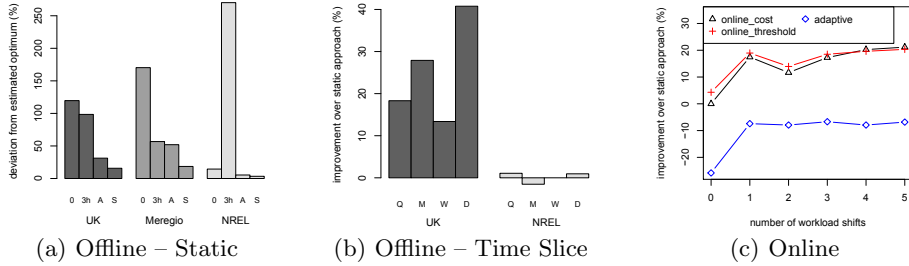 deviation from estimated optimum (%)
0 50 100 150 200 250
0 3h A S 0 3h A S 0 3h A S
UK Meregio NREL
(a) Offline – Static
improvement over static approach (%)
0 10 20 30 40
Q M W D Q M W D
UK NREL
(b) Offline – Time Slice
improvement over static approach (%)
-20 -10 0 10 20 30
online_cost adaptive
online_threshold
0 1 2 3 4 5
number of workload shifts
(c) Online